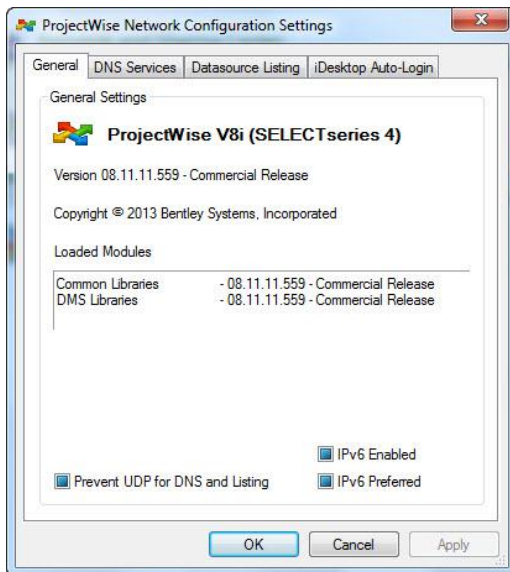 ProjectWise Network Configuration Settings
General DNS Services Datasource Listing iDesktop Auto-Login
General Settings
ProjectWise V8i (SELECTseries 4)
Version 08.11.11.559 - Commercial Release
Copyright © 2013 Bentley Systems, Incorporated
Loaded Modules
Common Libraries - 08.11.11.559 - Commercial Release
DMS Libraries - 08.11.11.559 - Commercial Release
IPv6 Enabled
Prevent UDP for DNS and Listing IPv6 Preferred
OK Cancel Apply